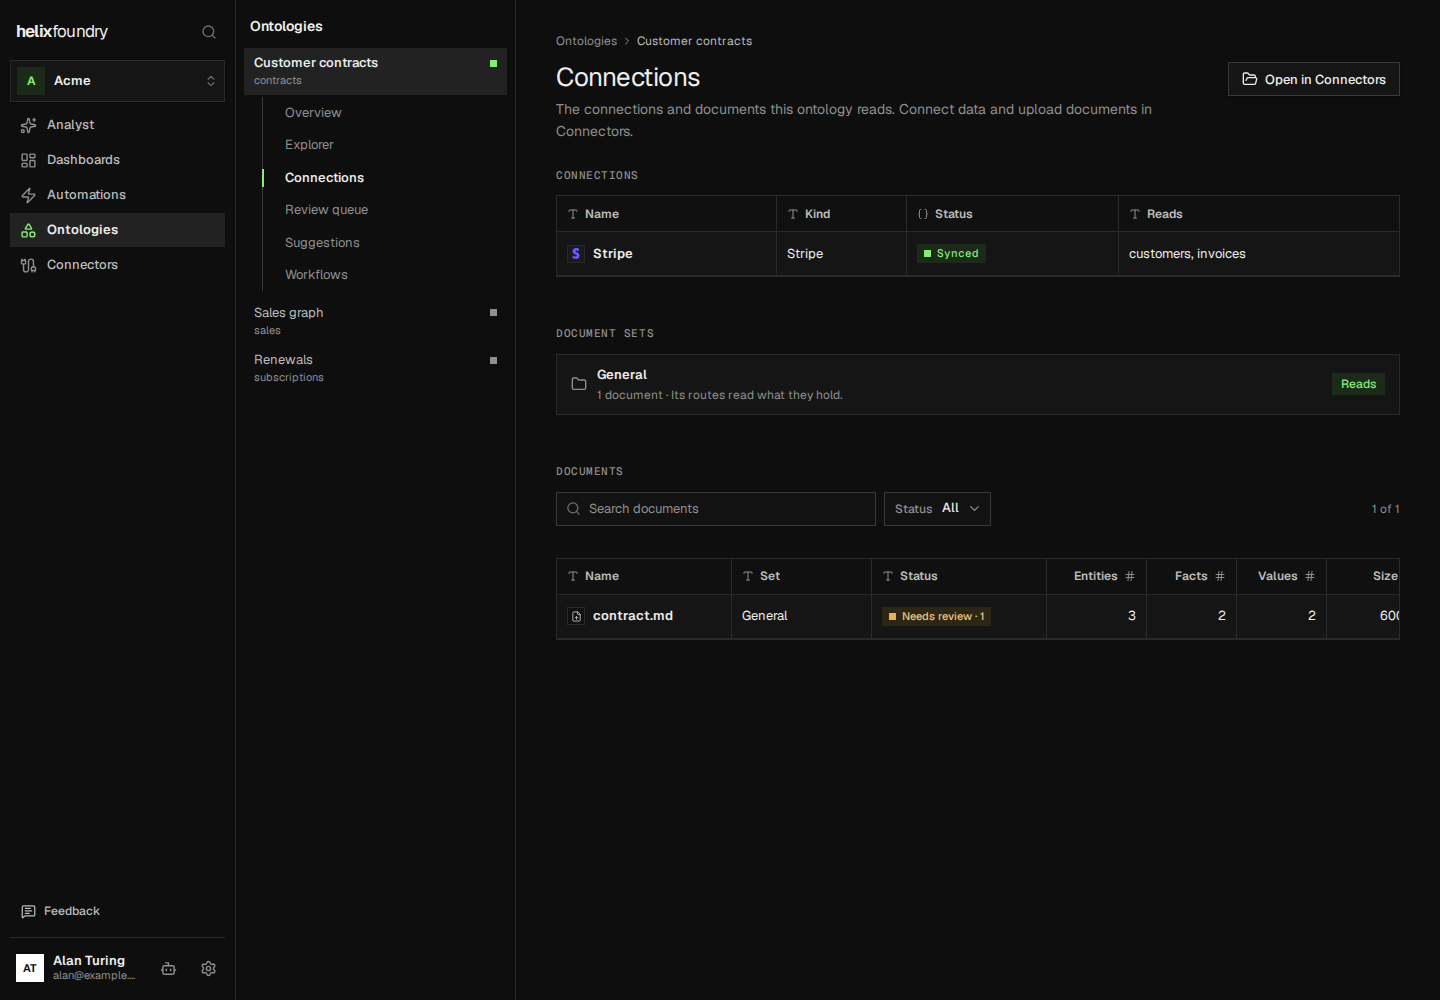 helixfoundry
A Acme
Analyst
Dashboards
Automations
Ontologies
Connectors
Feedback
AT
Alan Turing
alan@example....
Ontologies
Customer contracts
contracts
Overview
Explorer
Connections
Review queue
Suggestions
Workflows
Sales graph
sales
Renewals
subscriptions
Ontologies > Customer contracts
Connections
Open in Connectors
The connections and documents this ontology reads. Connect data and upload documents in
Connectors.
CONNECTIONS
Name Kind Status Reads
Stripe Stripe Synced customers, invoices
DOCUMENT SETS
General
1 document · Its routes read what they hold.
Reads
DOCUMENTS
Search documents
Status All
1 of 1
Name Set Status Entities # Facts # Values # Size
contract.md General Needs review · 1 3 2 2 600